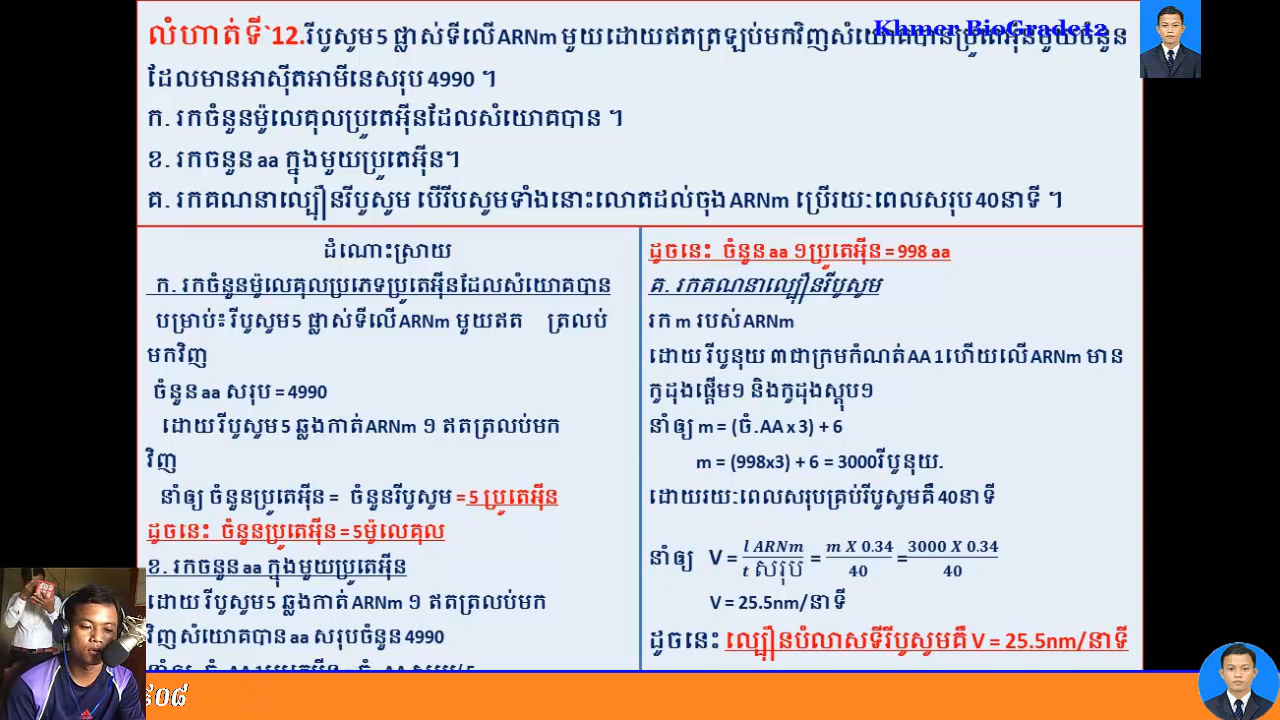 លំហាត់ទី`12.រីបូសូម5 ផ្លាស់ទីលើARNm មួយដោយឥតត្រឡប់មកវិញសំយោគបានប្រូតេអ៊ីនមួយចំនួន
Khmer BioGrade12
ដែលមានអាស៊ីតអាមីនេសរុប 4990 ។
ក. រកចំនួនម៉ូលេគុលប្រូតេអ៊ីនដែលសំយោគបាន ។
ខ. រកចនួន aa ក្នុងមួយប្រូតេអ៊ីន។
គ. រកគណនាល្បឿនរីបូសូម បើរីបសូមទាំងនោះលោតដល់ចុង ARNm ប្រើរយ:ពេលសរុប 40នាទី ។
ដំណោះស្រាយ
ក. រកចំនួនម៉ូលេគុលប្រភេទប្រូតេអ៊ីនដែលសំយោគបាន
បម្រាប់៖ រីបូសូម5 ផ្លាស់ទីលើARNm មួយឥត ត្រលប់
មកវិញ
ចំនួន aa សរុប = 4990
ដោយ រីបូសូម 5 ឆ្លងកាត់ARNm ១ ឥតត្រលប់មក
វិញ
នាំឲ្យ ចំនួនប្រូតេអ៊ីន = ចំនួនរីបូសូម = 5 ប្រូតេអ៊ីន
ដូចនេះ ចំនួនប្រូតេអ៊ីន = 5ម៉ូលេគុល
ខ. រកចនួន aa ក្នុងមួយប្រូតេអ៊ីន
ដោយ រីបូសូម5 ឆ្លងកាត់ARNm ១ ឥតត្រលប់មក
វិញសំយោគបានaa សរុបចំនួន 4990
ដូចនេះ ចំនួន aa ១ប្រូតេអ៊ីន = 998 aa
គ. រកគណនាល្បឿនរីបូសូម
រក m របស់ARNm
ដោយ រីបូនុយ ៣ជាក្រមកំណត់AA 1ហើយលើARNm មាន
កូដុងផ្ដើម១ និងកូដុងស្តុប១
នាំឲ្យ m = (ចំ.AA x 3) + 6
m = (998x3) + 6 = 3000រីបូនុយ.
ដោយរយ:ពេលសរុបគ្រប់រីបូសូមគឺ 40នាទី
នាំឲ្យ V = l ARNm / t សរុប = m X 0.34 / 40 = 3000 X 0.34 / 40
V = 25.5nm/នាទី
ដូចនេះ ល្បឿនបំលាសទីរីបូសូមគឺ V = 25.5nm/នាទី